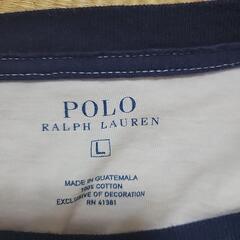 POLO
RALPH LAUREN
L
MADE IN GUATEMALA
100% COTTON
EXCLUSIVE OF DECORATION
RN 41381